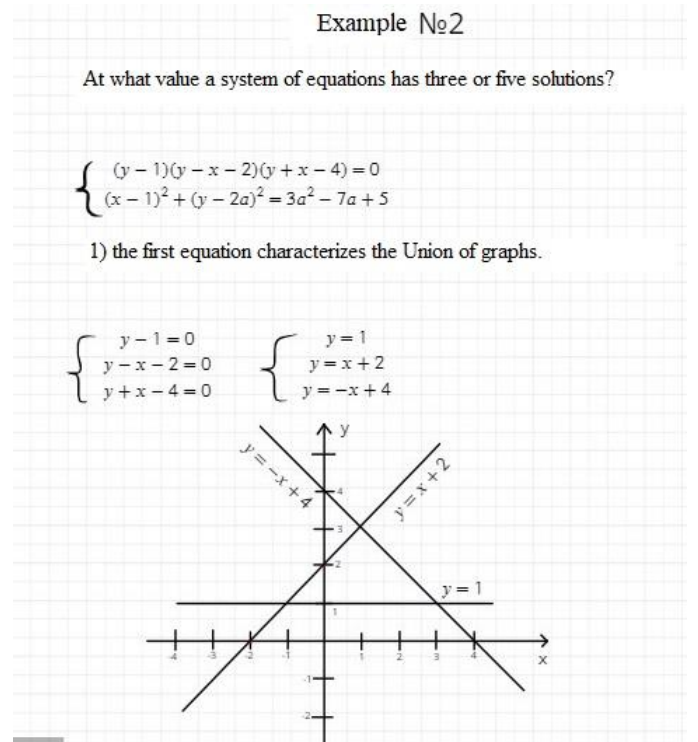 Example №2
At what value a system of equations has three or five solutions?
{ (y − 1)(y − x − 2)(y + x − 4) = 0
(x − 1)² + (y − 2a)² = 3a² − 7a + 5
1) the first equation characterizes the Union of graphs.
{ y − 1 = 0 { y = 1
y − x − 2 = 0 y = x + 2
y + x − 4 = 0 y = −x + 4
y
y = −x + 4
y = x + 2
4
3
2
y = 1
1
-4 -3 -2 -1 1 2 3 4 x
-1
-2